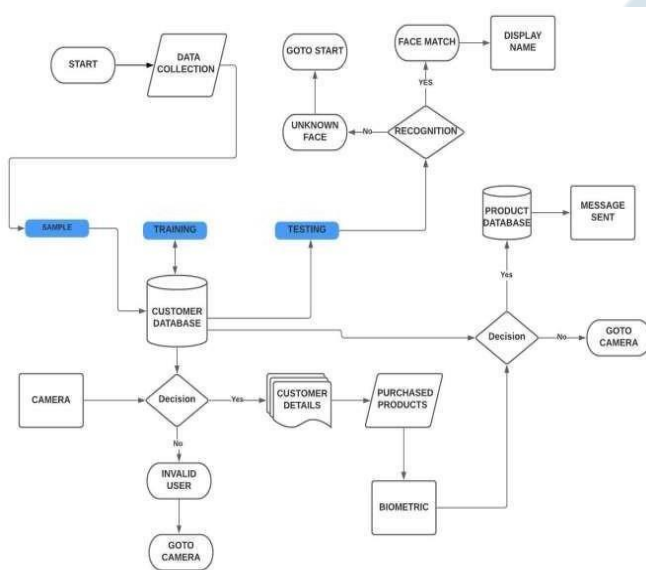 START
DATA
COLLECTION
GOTO START
FACE MATCH
DISPLAY
NAME
YES
UNKNOWN
FACE
No
RECOGNITION
SAMPLE
TRAINING
TESTING
PRODUCT
DATABASE
MESSAGE
SENT
CUSTOMER
DATABASE
Yes
Decision
No
GOTO
CAMERA
CAMERA
Decision
Yes
CUSTOMER
DETAILS
PURCHASED
PRODUCTS
No
INVALID
USER
BIOMETRIC
GOTO
CAMERA